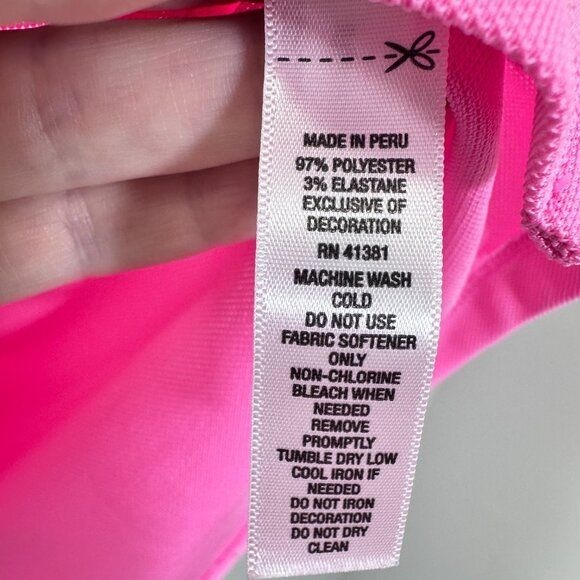 MADE IN PERU
97% POLYESTER
3% ELASTANE
EXCLUSIVE OF
DECORATION
RN 41381
MACHINE WASH
COLD
DO NOT USE
FABRIC SOFTENER
ONLY
NON-CHLORINE
BLEACH WHEN
NEEDED
REMOVE
PROMPTLY
TUMBLE DRY LOW
COOL IRON IF
NEEDED
DO NOT IRON
DECORATION
DO NOT DRY
CLEAN